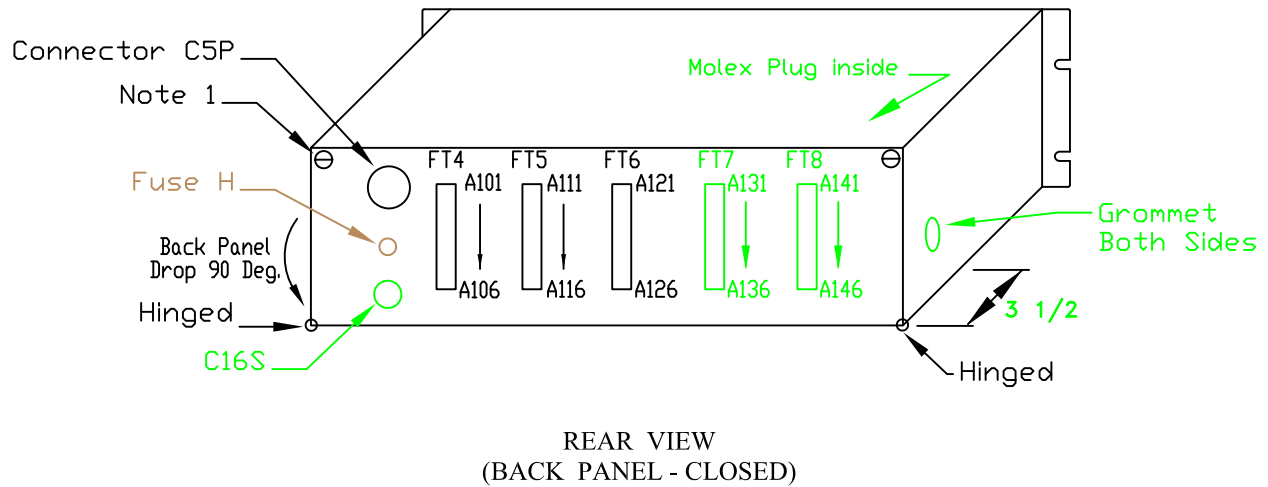 Connector C5P
Molex Plug inside
Note 1
FT4 FT5 FT6 FT7 FT8
A101 A111 A121 A131 A141
Fuse H
Grommet
Both Sides
Back Panel
Drop 90 Deg.
A106 A116 A126 A136 A146
Hinged
3 1/2
C16S
Hinged
REAR VIEW
(BACK PANEL - CLOSED)